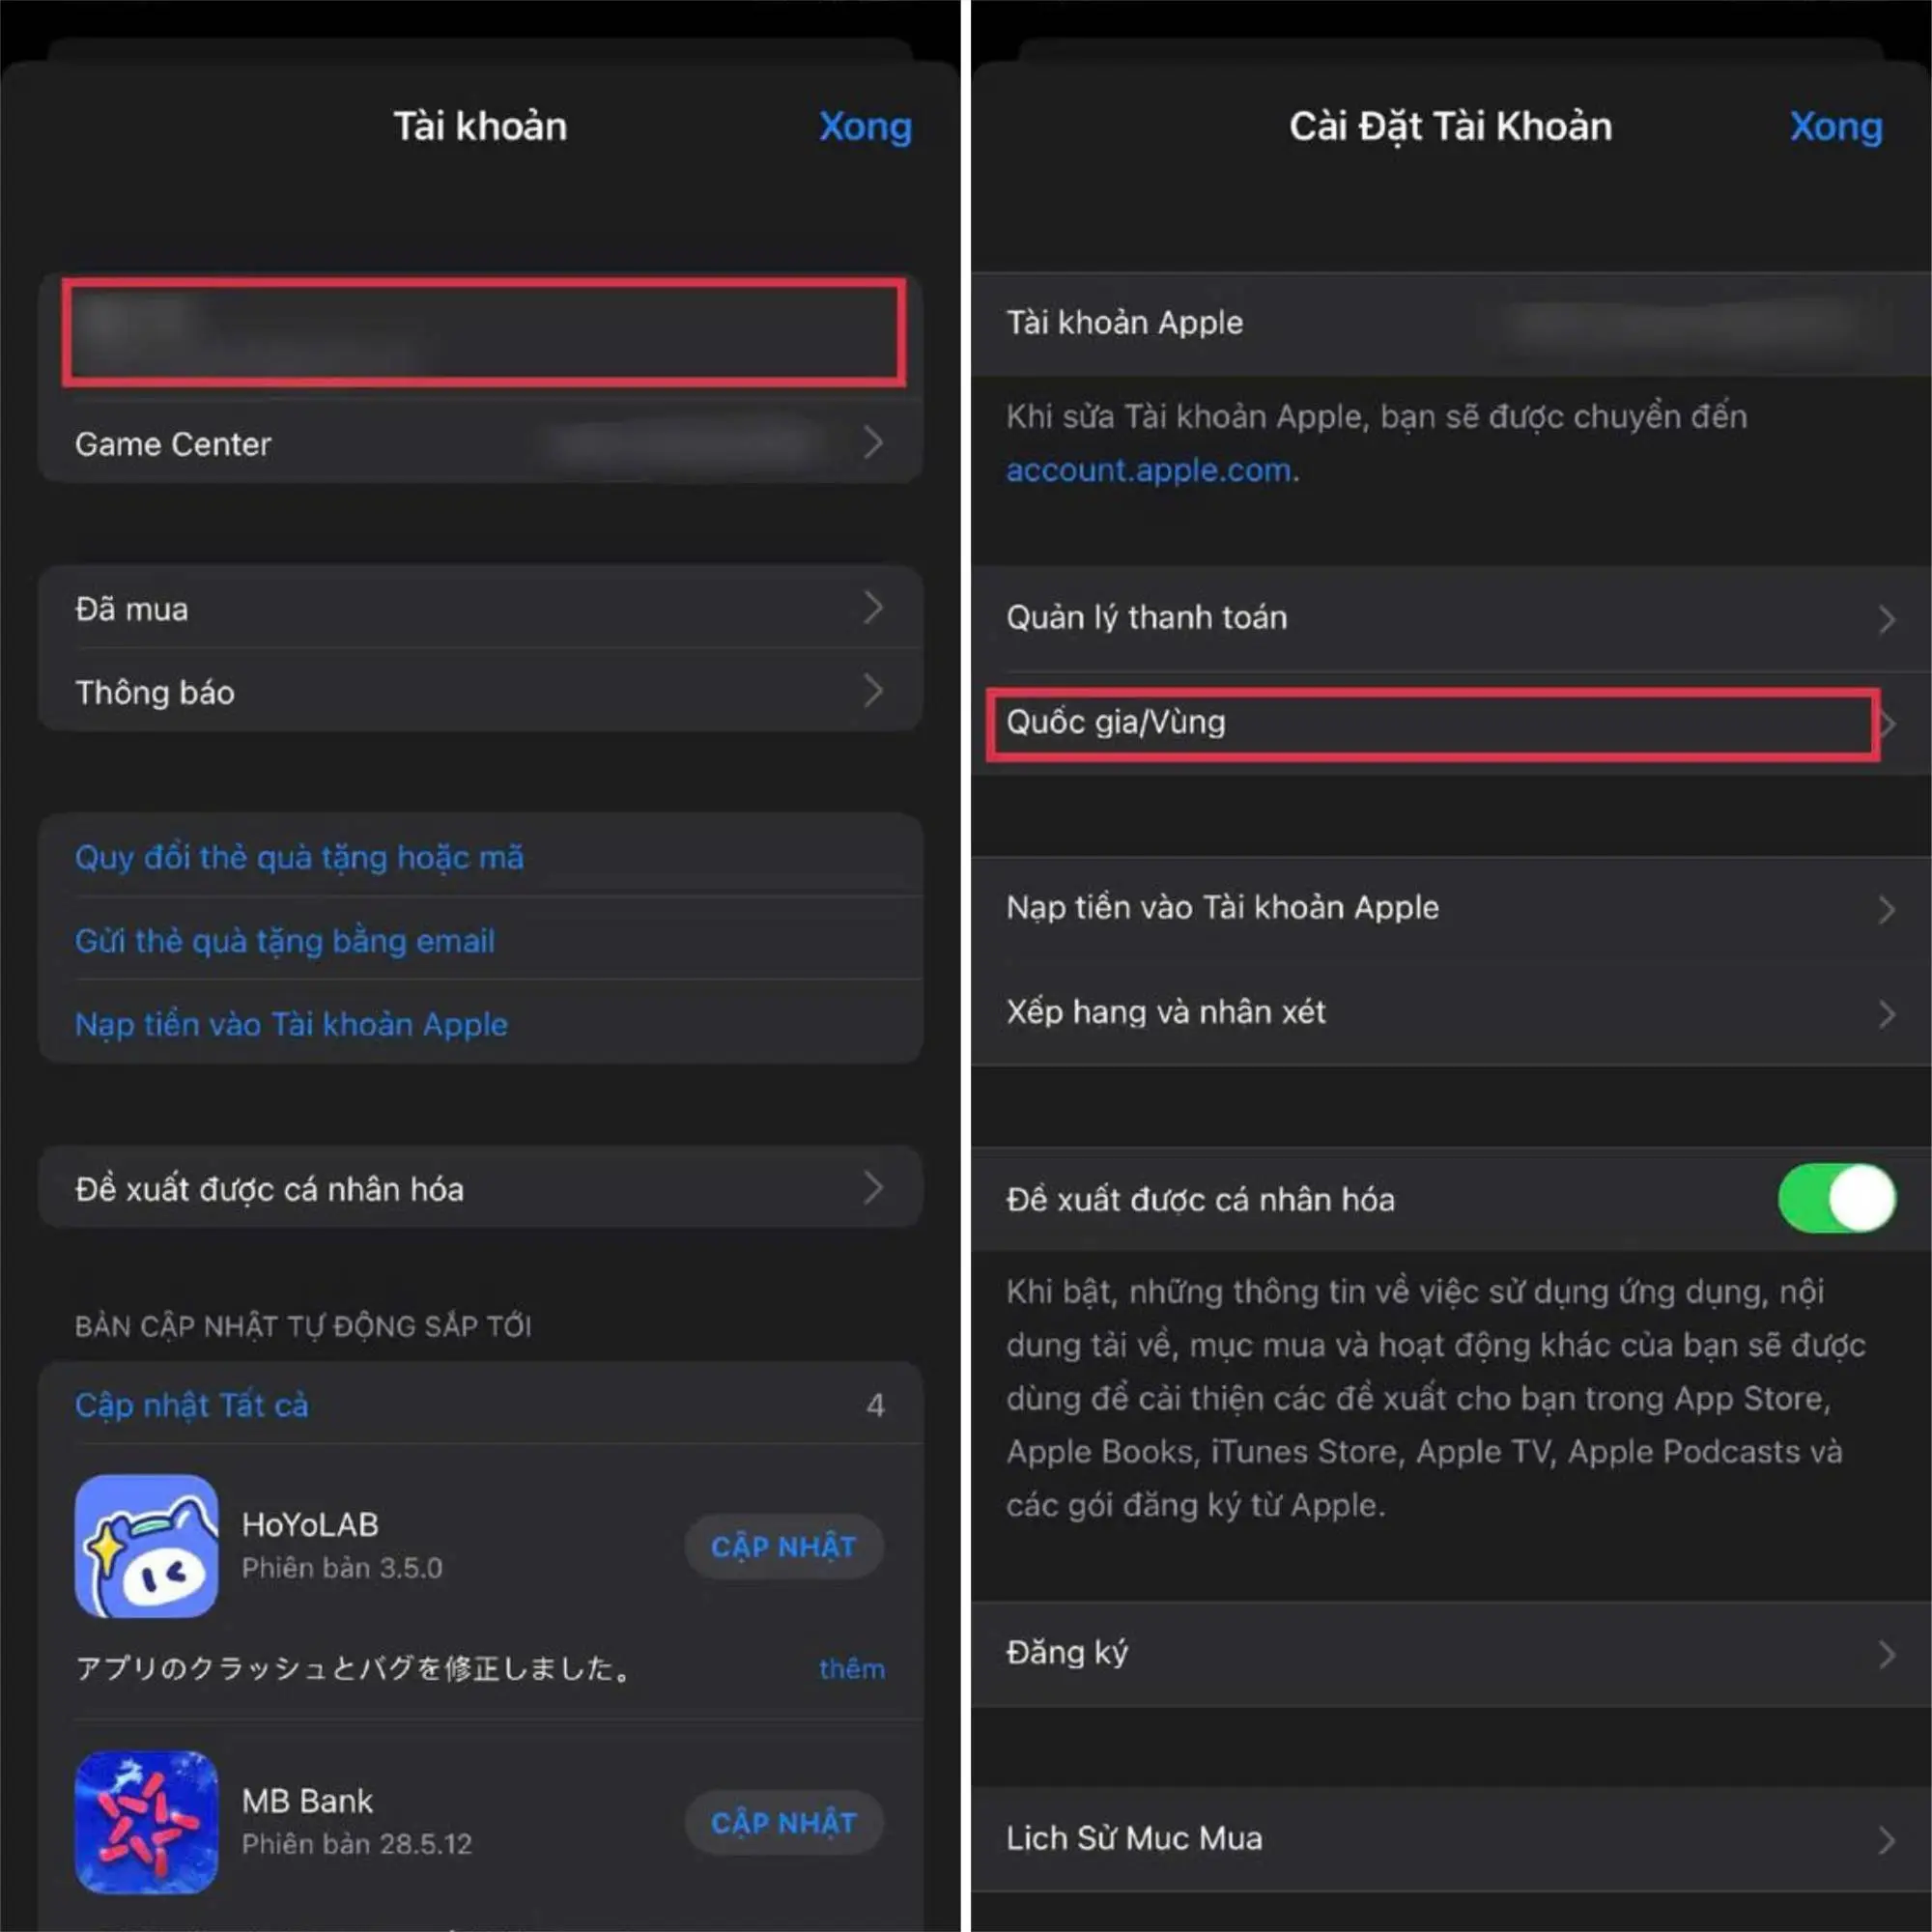 Tài khoản
Xong
Game Center
Đã mua
Thông báo
Quy đổi thẻ quà tặng hoặc mã
Gửi thẻ quà tặng bằng email
Nạp tiền vào Tài khoản Apple
Đề xuất được cá nhân hóa
BẢN CẬP NHẬT TỰ ĐỘNG SẮP TỚI
Cập nhật Tất cả
4
HoYoLAB
Phiên bản 3.5.0
CẬP NHẬT
アプリのクラッシュとバグを修正しました。
thêm
MB Bank
Phiên bản 28.5.12
CẬP NHẬT
Cài Đặt Tài Khoản
Xong
Tài khoản Apple
Khi sửa Tài khoản Apple, bạn sẽ được chuyển đến
account.apple.com.
Quản lý thanh toán
Quốc gia/Vùng
Nạp tiền vào Tài khoản Apple
Xếp hạng và nhận xét
Đề xuất được cá nhân hóa
Khi bật, những thông tin về việc sử dụng ứng dụng, nội
dung tải về, mục mua và hoạt động khác của bạn sẽ được
dùng để cải thiện các đề xuất cho bạn trong App Store,
Apple Books, iTunes Store, Apple TV, Apple Podcasts và
các gói đăng ký từ Apple.
Đăng ký
Lịch Sử Mục Mua